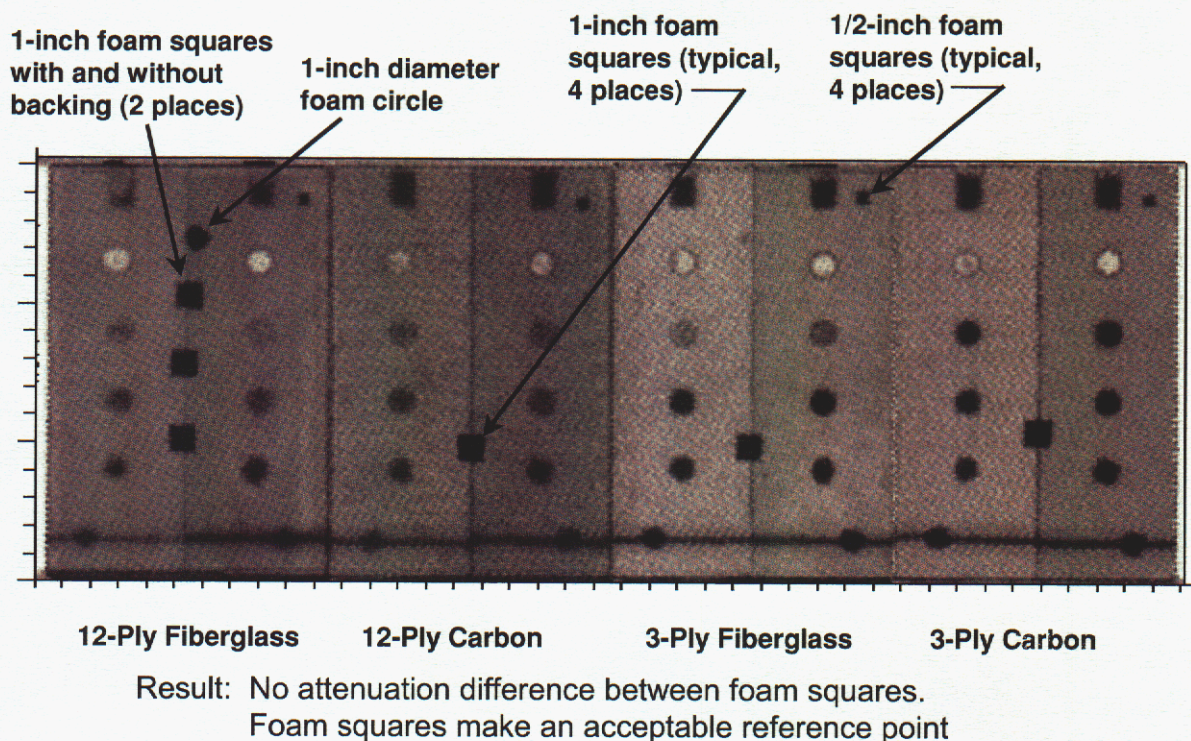 1-inch foam squares
with and without
backing (2 places)
1-inch diameter
foam circle
1-inch foam
squares (typical,
4 places)
1/2-inch foam
squares (typical,
4 places)
12-Ply Fiberglass
12-Ply Carbon
3-Ply Fiberglass
3-Ply Carbon
Result: No attenuation difference between foam squares.
Foam squares make an acceptable reference point